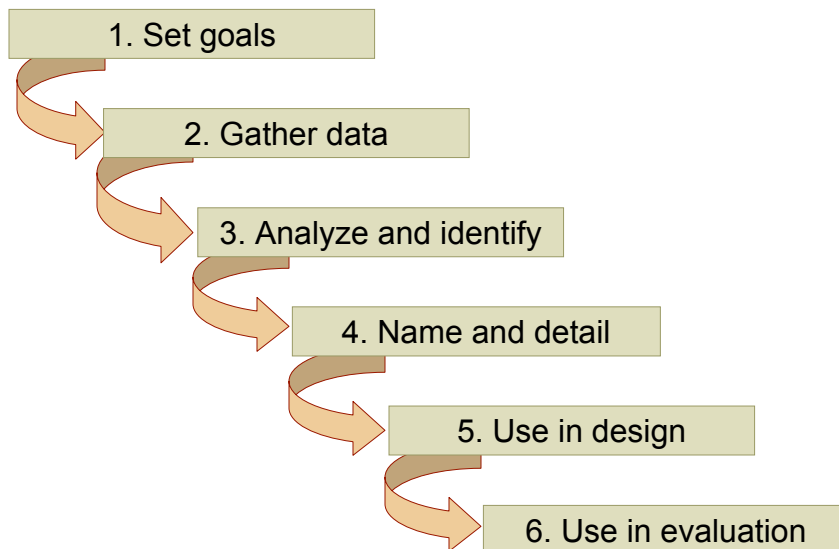 1. Set goals
2. Gather data
3. Analyze and identify
4. Name and detail
5. Use in design
6. Use in evaluation